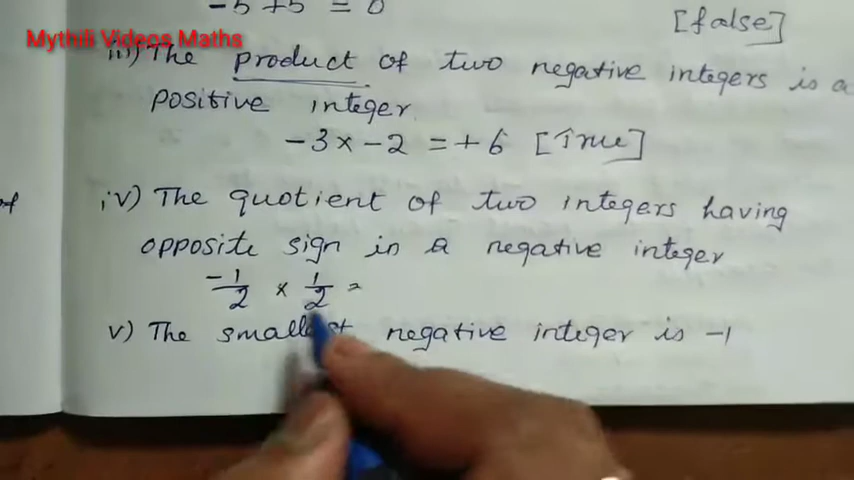 -5 +5 = 0
[false]
Mythili Videos Maths
iii) The product of two negative integers is a
positive integer
-3 x -2 = +6 [True]
iv) The quotient of two integers having
opposite sign in a negative integer
-1/2 x 1/2 =
v) The smallest negative integer is -1